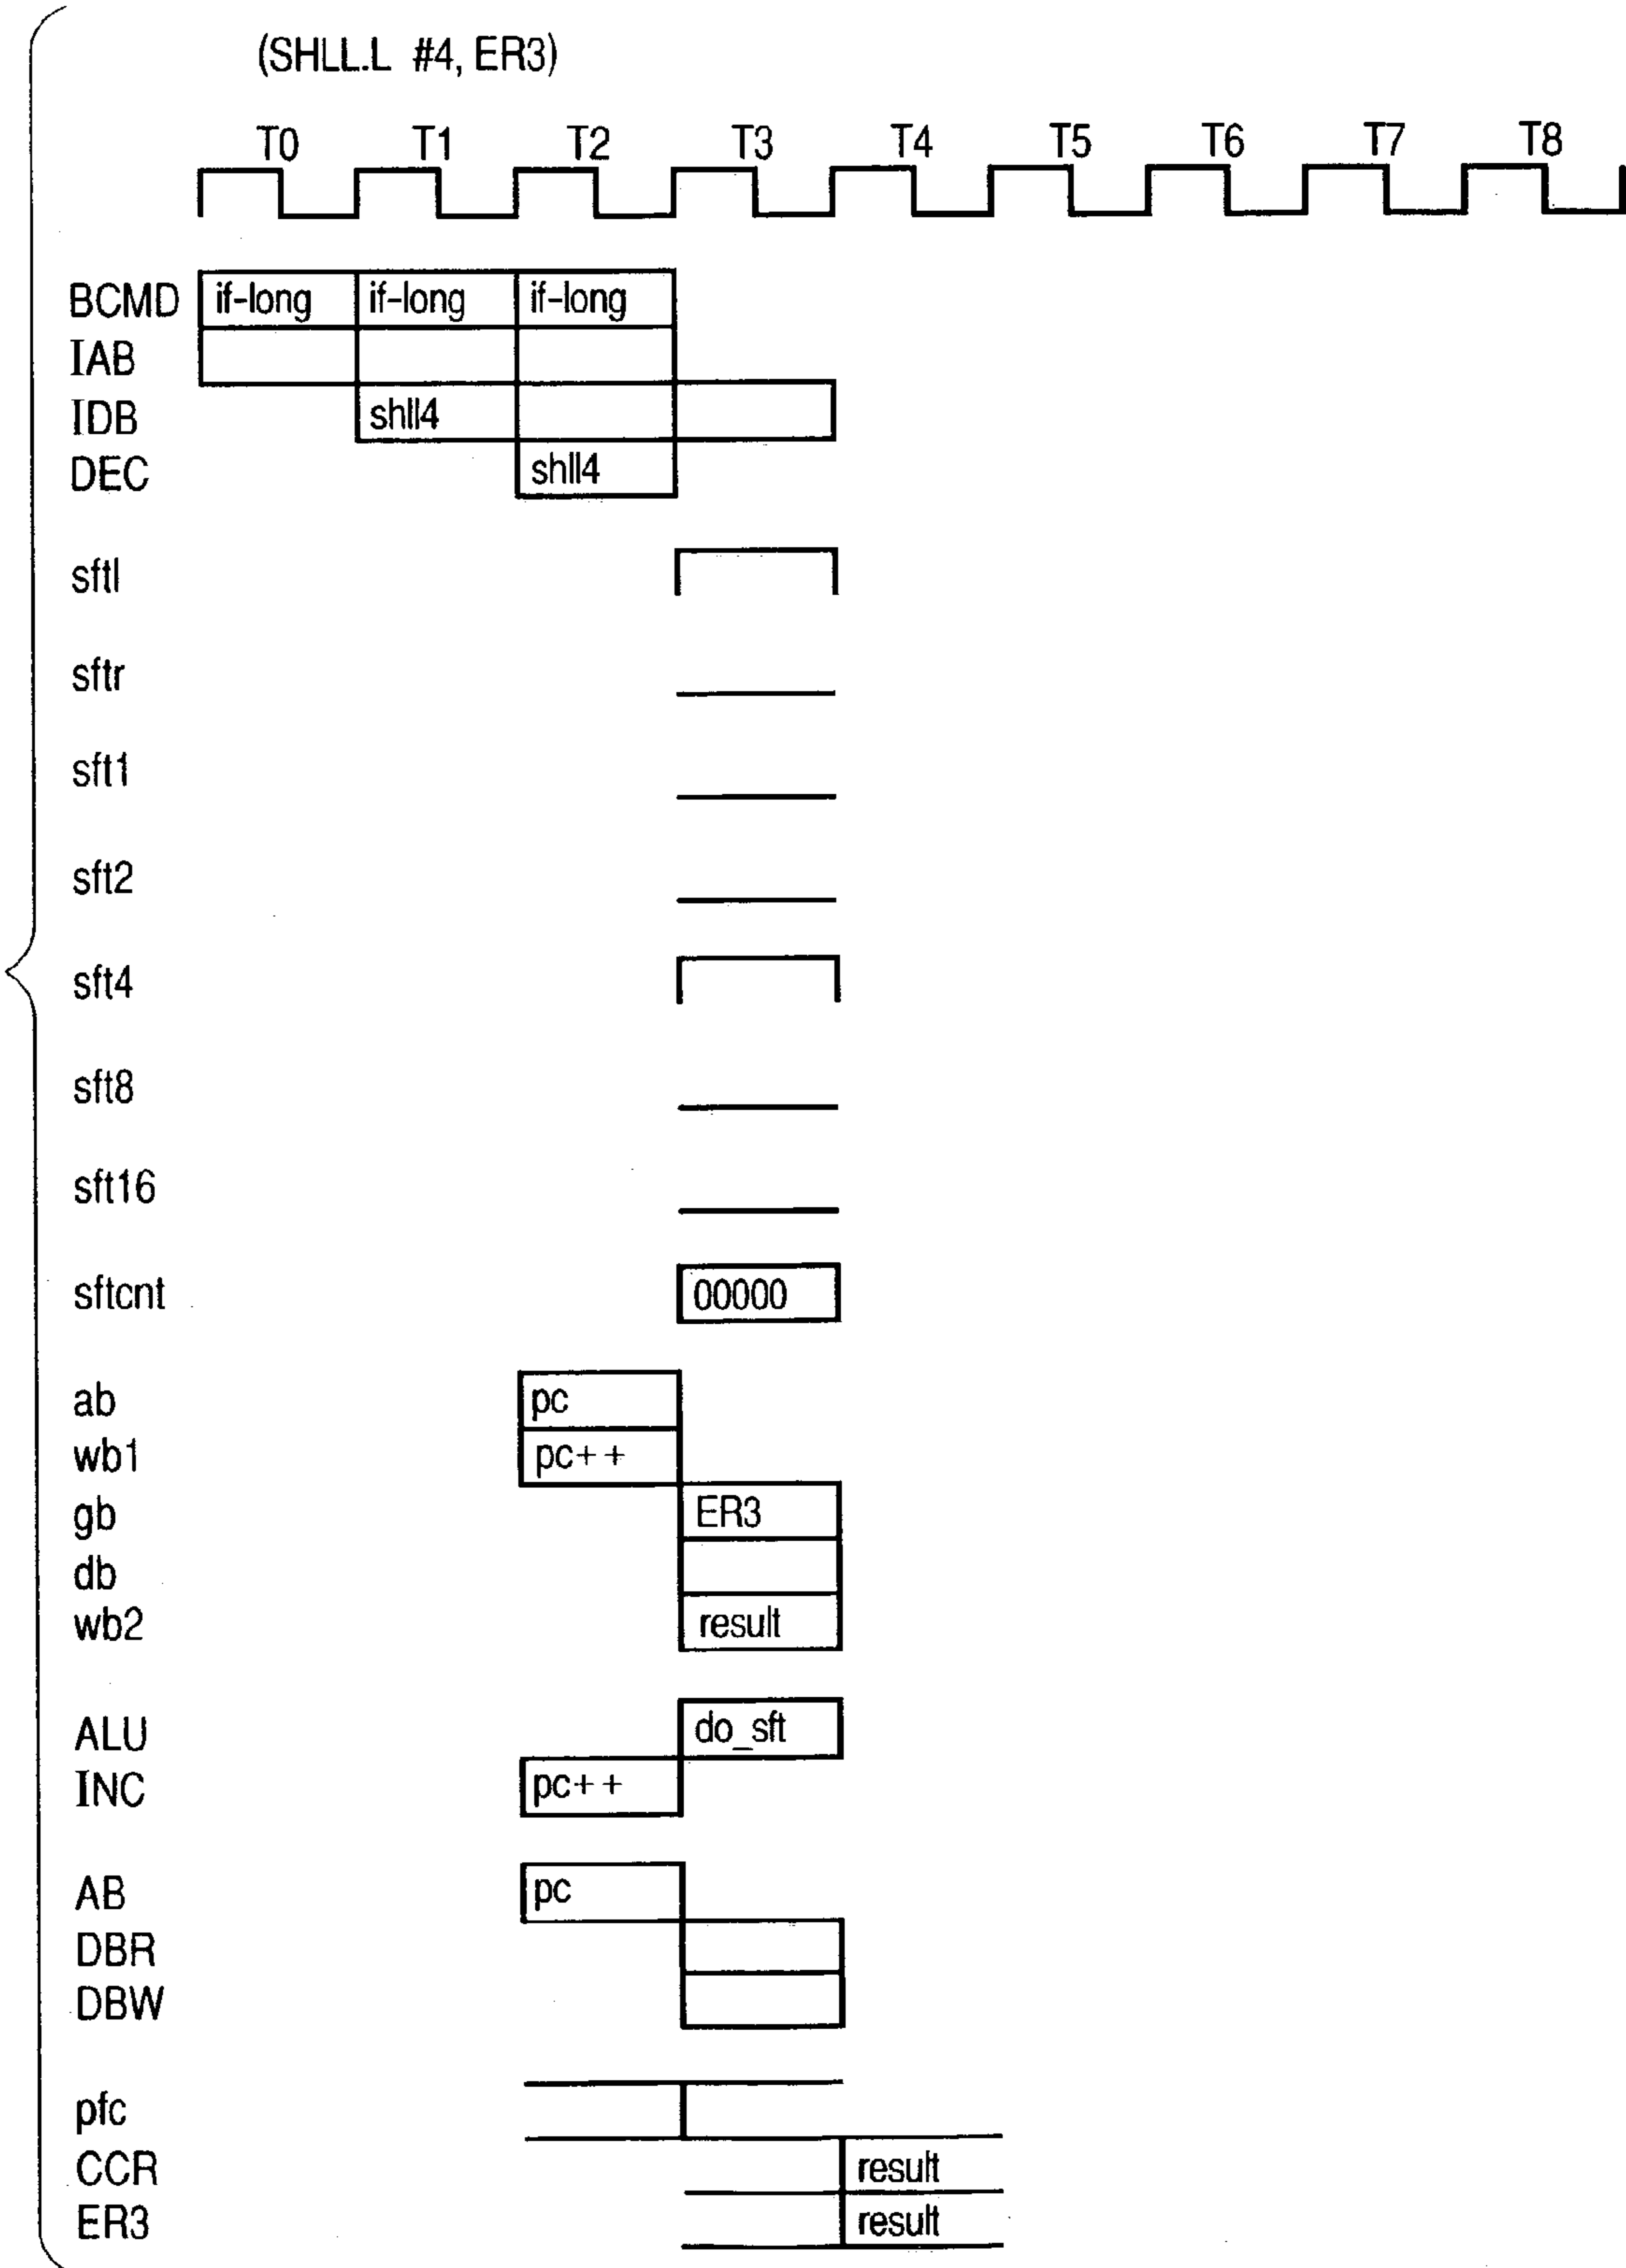 (SHLL.L #4, ER3)
T0 T1 T2 T3 T4 T5 T6 T7 T8
BCMD if-long if-long if-long
IAB
IDB shll4
DEC shll4
sftl
sftr
sft1
sft2
sft4
sft8
sft16
sftcnt 00000
ab pc
wb1 pc++
gb ER3
db
wb2 result
ALU do_sft
INC pc++
AB pc
DBR
DBW
pfc
CCR result
ER3 result